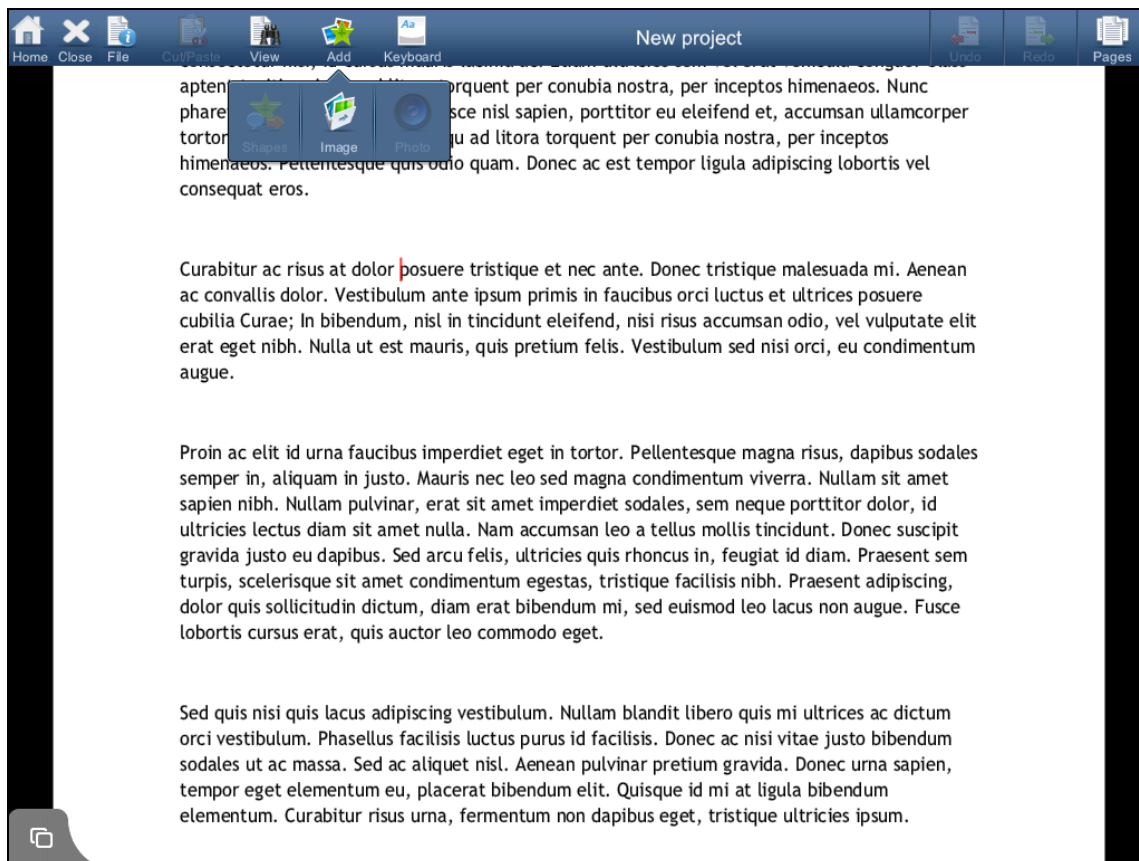 Home Close File Cut/Paste View Add Keyboard New project Undo Redo Pages
Aa
Shapes Image Photo
aptent
orquent per conubia nostra, per inceptos himenaeos. Nunc
phare
sce nisl sapien, porttitor eu eleifend et, accumsan ullamcorper
tortor
qu ad litora torquent per conubia nostra, per inceptos
himenaeos. Pellentesque quis odio quam. Donec ac est tempor ligula adipiscing lobortis vel
consequat eros.
Curabitur ac risus at dolor posuere tristique et nec ante. Donec tristique malesuada mi. Aenean
ac convallis dolor. Vestibulum ante ipsum primis in faucibus orci luctus et ultrices posuere
cubilia Curae; In bibendum, nisl in tincidunt eleifend, nisi risus accumsan odio, vel vulputate elit
erat eget nibh. Nulla ut est mauris, quis pretium felis. Vestibulum sed nisi orci, eu condimentum
augue.
Proin ac elit id urna faucibus imperdiet eget in tortor. Pellentesque magna risus, dapibus sodales
semper in, aliquam in justo. Mauris nec leo sed magna condimentum viverra. Nullam sit amet
sapien nibh. Nullam pulvinar, erat sit amet imperdiet sodales, sem neque porttitor dolor, id
ultricies lectus diam sit amet nulla. Nam accumsan leo a tellus mollis tincidunt. Donec suscipit
gravida justo eu dapibus. Sed arcu felis, ultricies quis rhoncus in, feugiat id diam. Praesent sem
turpis, scelerisque sit amet condimentum egestas, tristique facilisis nibh. Praesent adipiscing,
dolor quis sollicitudin dictum, diam erat bibendum mi, sed euismod leo lacus non augue. Fusce
lobortis cursus erat, quis auctor leo commodo eget.
Sed quis nisi quis lacus adipiscing vestibulum. Nullam blandit libero quis mi ultrices ac dictum
orci vestibulum. Phasellus facilisis luctus purus id facilisis. Donec ac nisi vitae justo bibendum
sodales ut ac massa. Sed ac aliquet nisl. Aenean pulvinar pretium gravida. Donec urna sapien,
tempor eget elementum eu, placerat bibendum elit. Quisque id mi at ligula bibendum
elementum. Curabitur risus urna, fermentum non dapibus eget, tristique ultricies ipsum.